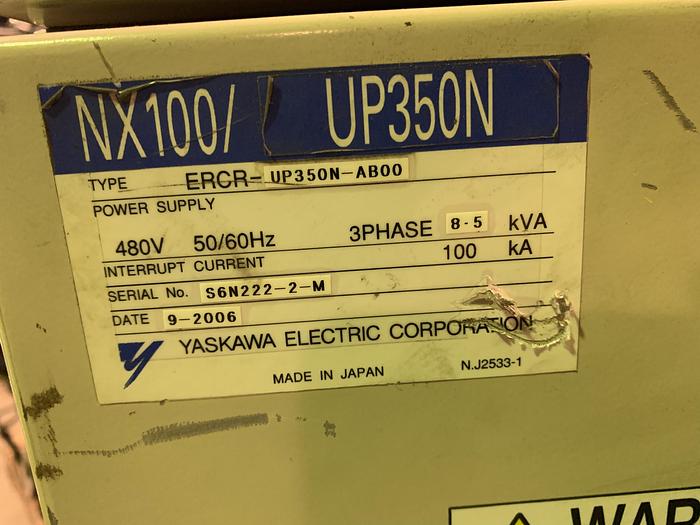 NX100/ UP350N
TYPE ERCR-UP350N-AB00
POWER SUPPLY
480V 50/60Hz 3PHASE 8-5 kVA
INTERRUPT CURRENT 100 kA
SERIAL No. S6N222-2-M
DATE 9-2006
YASKAWA ELECTRIC CORPORATION
MADE IN JAPAN N.J2533-1